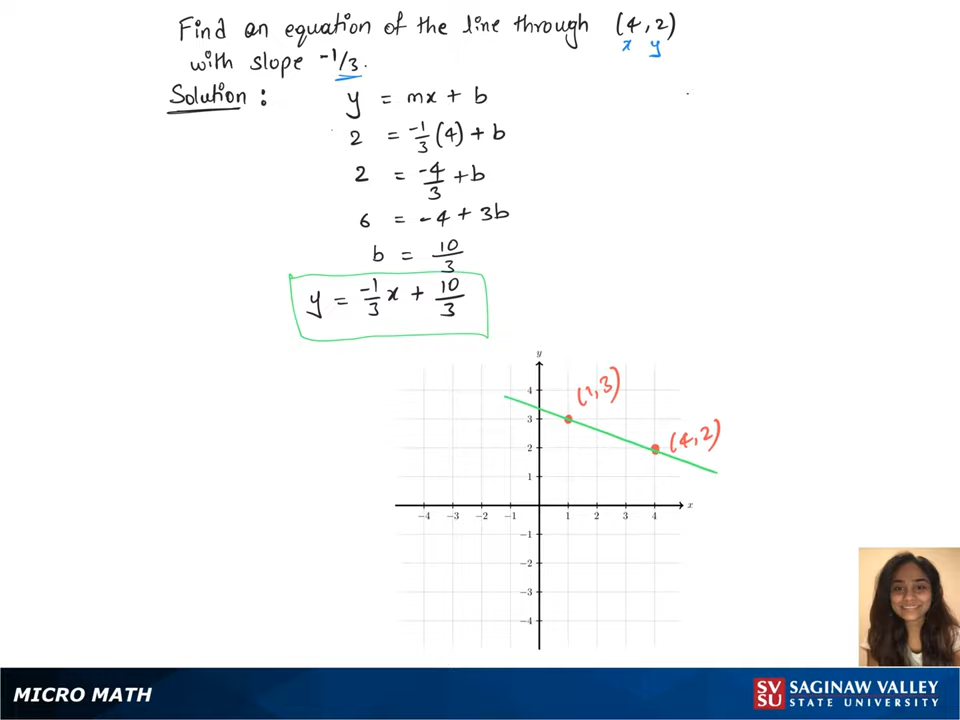 Find an equation of the line through (4, 2)
x y
with slope -1/3.
Solution :
y = mx + b
2 = -1/3 (4) + b
2 = -4/3 + b
6 = -4 + 3b
b = 10/3
y = -1/3 x + 10/3
y
4
(1, 3)
3
(4, 2)
2
1
-4 -3 -2 -1 1 2 3 4 x
-1
-2
-3
-4
MICRO MATH
SVSU SAGINAW VALLEY
STATE UNIVERSITY